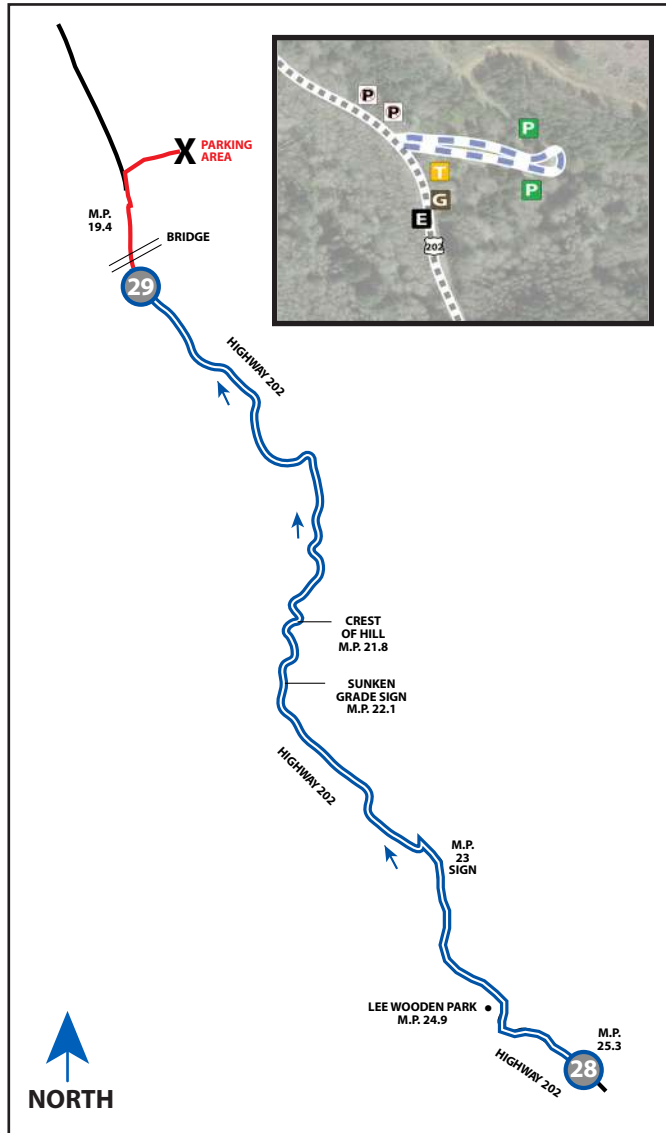 P
P
P
T
P
G
E
202
X
PARKING
AREA
M.P.
19.4
BRIDGE
29
HIGHWAY 202
CREST
OF HILL
M.P. 21.8
SUNKEN
GRADE SIGN
M.P. 22.1
HIGHWAY 202
M.P.
23
SIGN
LEE WOODEN PARK
M.P. 24.9
M.P.
25.3
HIGHWAY 202
28
NORTH